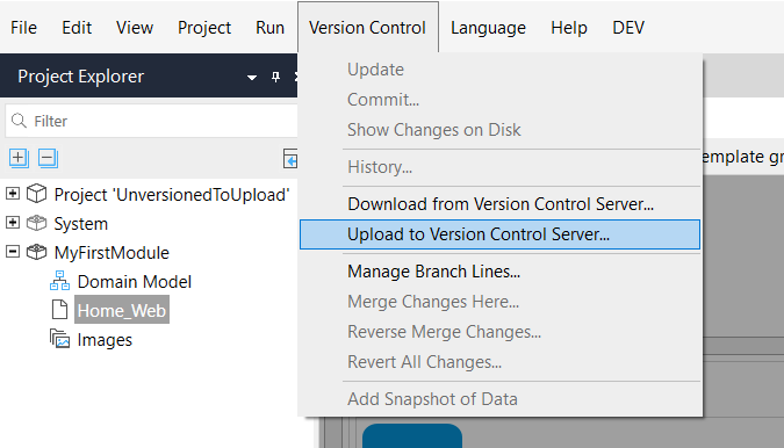 File Edit View Project Run Version Control Language Help DEV
Project Explorer
Filter
Project 'UnversionedToUpload'
System
MyFirstModule
Domain Model
Home_Web
Images
Update
Commit...
Show Changes on Disk
History...
Download from Version Control Server...
Upload to Version Control Server...
Manage Branch Lines...
Merge Changes Here...
Reverse Merge Changes...
Revert All Changes...
Add Snapshot of Data
emplate gr